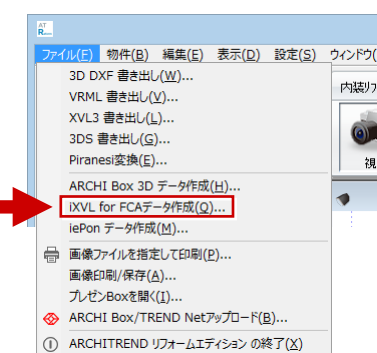 AT
ファイル(F) 物件(B) 編集(E) 表示(D) 設定(S) ウィンドウ(
3D DXF 書き出し(W)...
VRML 書き出し(V)...
XVL3 書き出し(L)...
3DS 書き出し(G)...
Piranesi変換(E)...
ARCHI Box 3D データ作成(H)...
iXVL for FCAデータ作成(Q)...
iePon データ作成(M)...
画像ファイルを指定して印刷(P)...
画像印刷/保存(A)...
プレゼンBoxを開く(I)...
ARCHI Box/TREND Netアップロード(B)...
ARCHITREND リフォームエディション の終了(X)
内装リフ
視